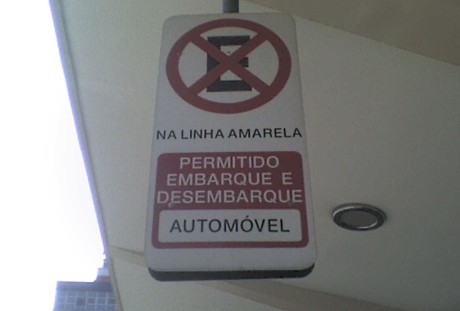 E
NA LINHA AMARELA
PERMITIDO
EMBARQUE E
DESEMBARQUE
AUTOMÓVEL